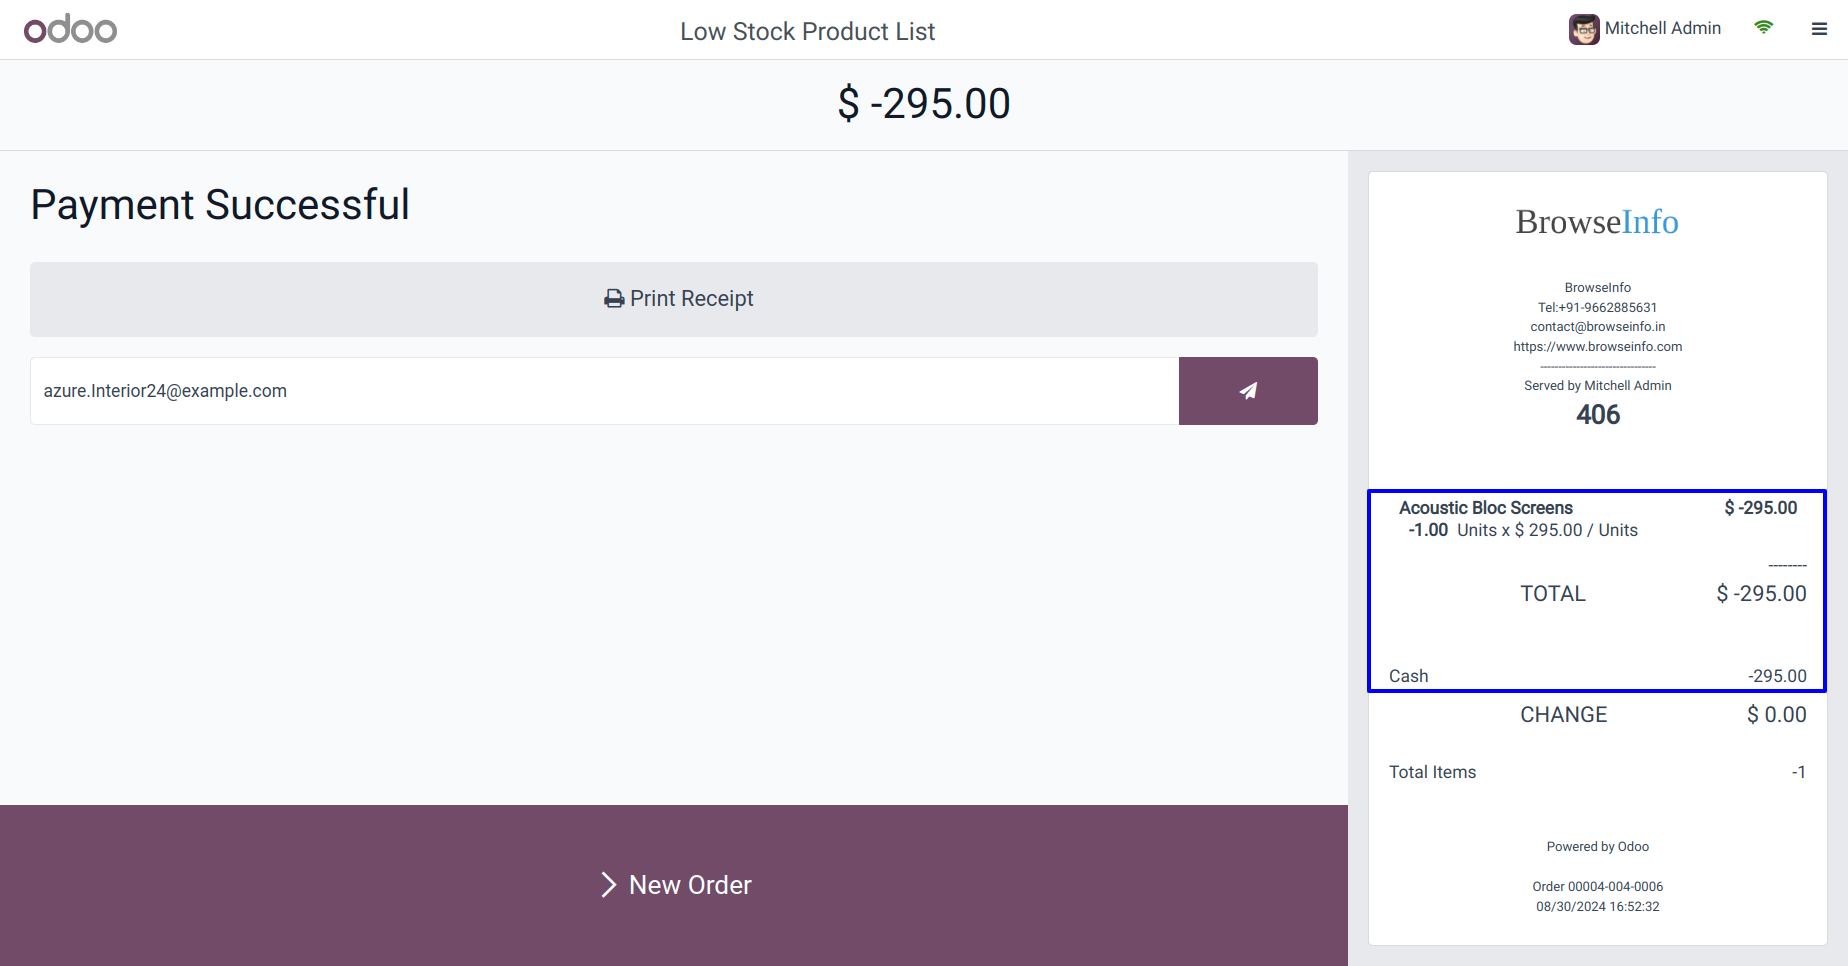 odoo
Low Stock Product List
Mitchell Admin
$ -295.00
Payment Successful
Print Receipt
azure.Interior24@example.com
New Order
BrowseInfo
BrowseInfo
Tel:+91-9662885631
contact@browseinfo.in
https://www.browseinfo.com
--------------------------------
Served by Mitchell Admin
406
Acoustic Bloc Screens $ -295.00
-1.00 Units x $ 295.00 / Units
--------
TOTAL $ -295.00
Cash -295.00
CHANGE $ 0.00
Total Items -1
Powered by Odoo
Order 00004-004-0006
08/30/2024 16:52:32